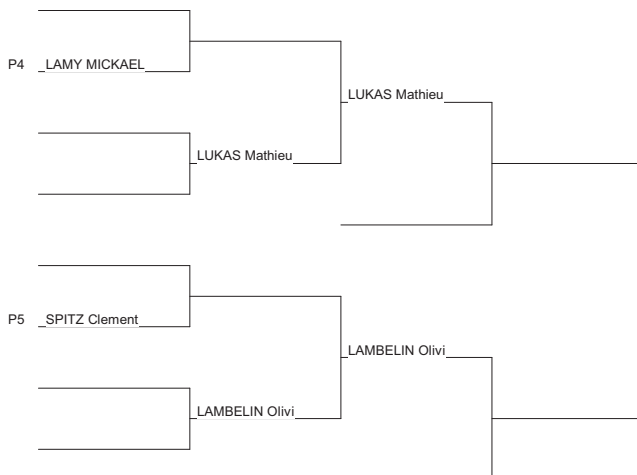 P4 LAMY MICKAEL
LUKAS Mathieu
LUKAS Mathieu
P5 SPITZ Clement
LAMBELIN Olivi
LAMBELIN Olivi